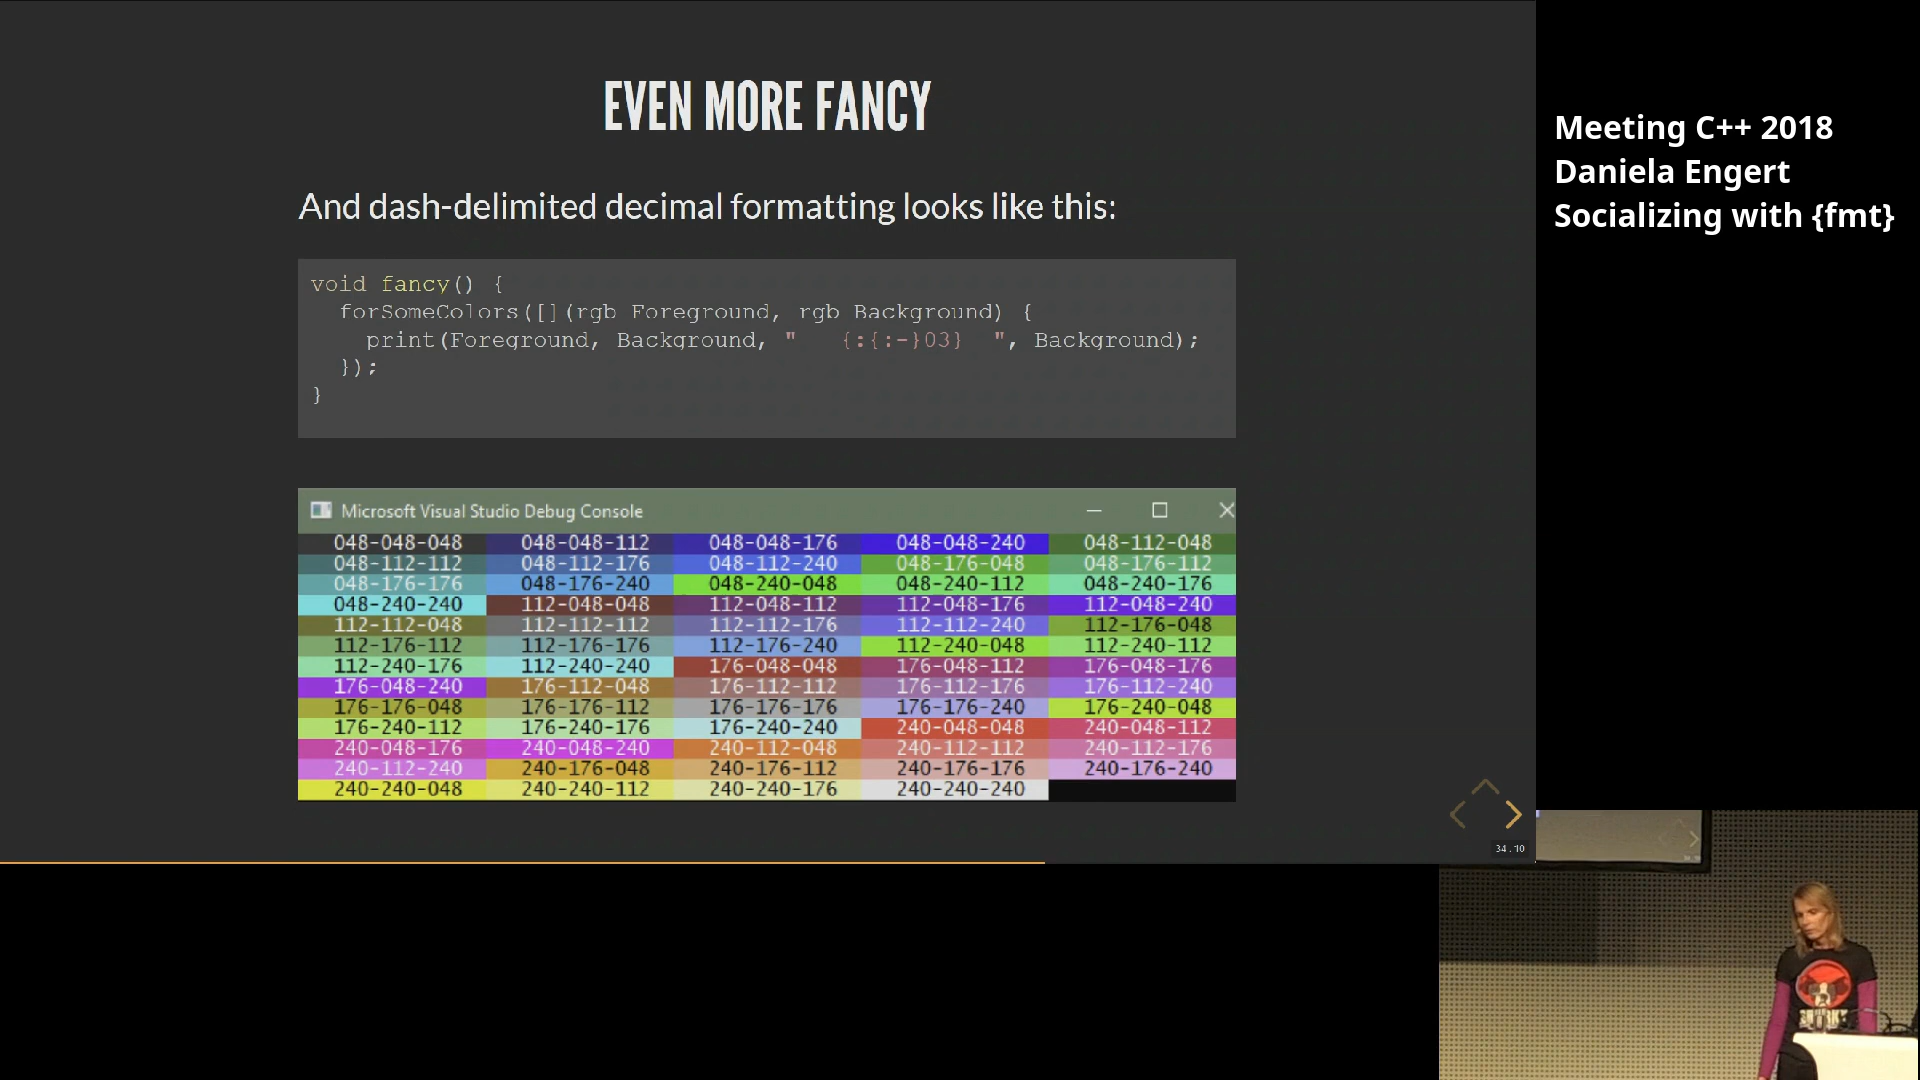 EVEN MORE FANCY
And dash-delimited decimal formatting looks like this:
void fancy() {
  forSomeColors([](rgb Foreground, rgb Background) {
    print(Foreground, Background, "   {:{:-}03}  ", Background);
  });
}
Microsoft Visual Studio Debug Console
048-048-048 048-048-112 048-048-176 048-048-240 048-112-048
048-112-112 048-112-176 048-112-240 048-176-048 048-176-112
048-176-176 048-176-240 048-240-048 048-240-112 048-240-176
048-240-240 112-048-048 112-048-112 112-048-176 112-048-240
112-112-048 112-112-112 112-112-176 112-112-240 112-176-048
112-176-112 112-176-176 112-176-240 112-240-048 112-240-112
112-240-176 112-240-240 176-048-048 176-048-112 176-048-176
176-048-240 176-112-048 176-112-112 176-112-176 176-112-240
176-176-048 176-176-112 176-176-176 176-176-240 176-240-048
176-240-112 176-240-176 176-240-240 240-048-048 240-048-112
240-048-176 240-048-240 240-112-048 240-112-112 240-112-176
240-112-240 240-176-048 240-176-112 240-176-176 240-176-240
240-240-048 240-240-112 240-240-176 240-240-240
34.10
Meeting C++ 2018
Daniela Engert
Socializing with {fmt}